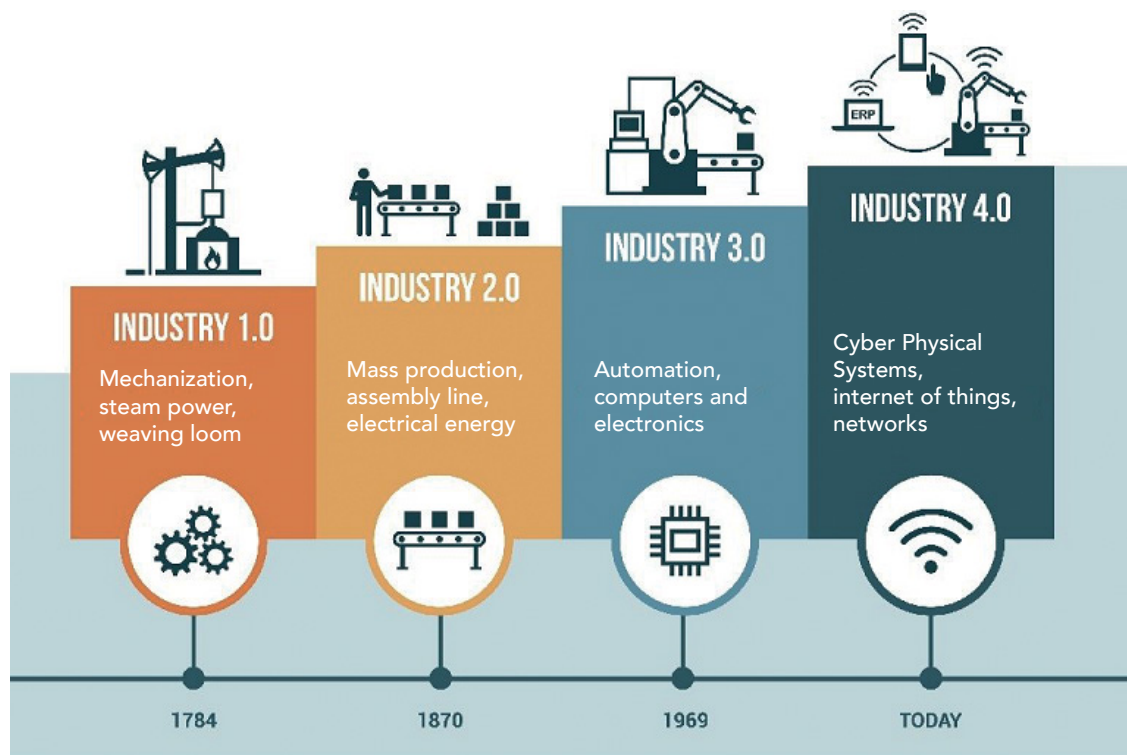 ERP
INDUSTRY 1.0
Mechanization,
steam power,
weaving loom
INDUSTRY 2.0
Mass production,
assembly line,
electrical energy
INDUSTRY 3.0
Automation,
computers and
electronics
INDUSTRY 4.0
Cyber Physical
Systems,
internet of things,
networks
1784
1870
1969
TODAY